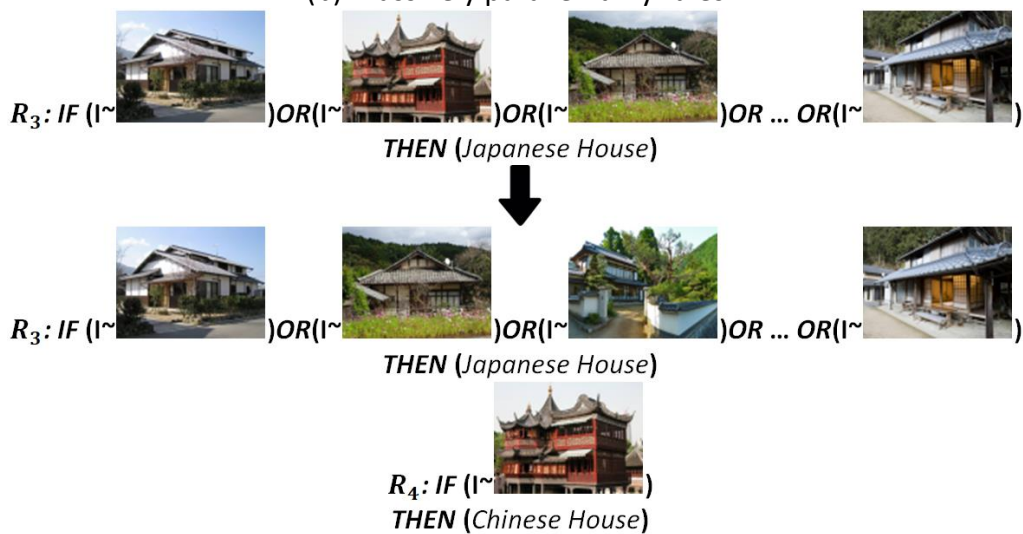 R₃: IF (I~ )OR(I~ )OR(I~ )OR ... OR(I~ )
THEN (Japanese House)
R₃: IF (I~ )OR(I~ )OR(I~ )OR ... OR(I~ )
THEN (Japanese House)
R₄: IF (I~ )
THEN (Chinese House)